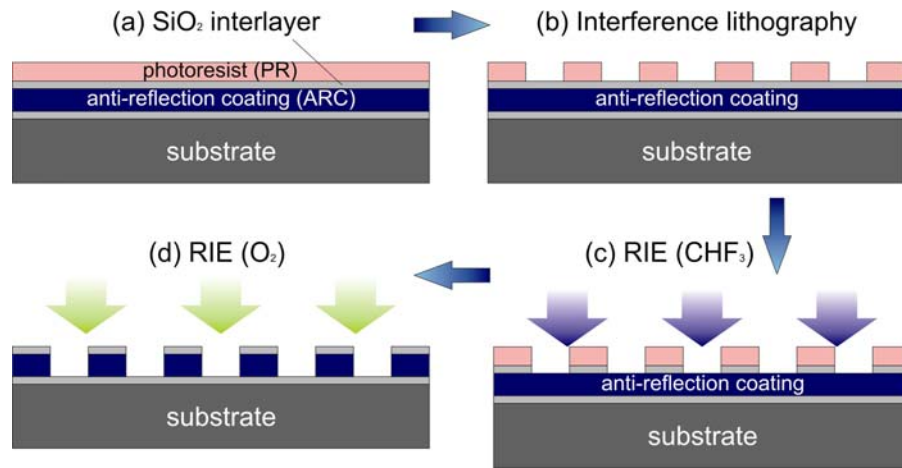 (a) SiO₂ interlayer
photoresist (PR)
anti-reflection coating (ARC)
substrate
(b) Interference lithography
anti-reflection coating
substrate
(d) RIE (O₂)
substrate
(c) RIE (CHF₃)
anti-reflection coating
substrate